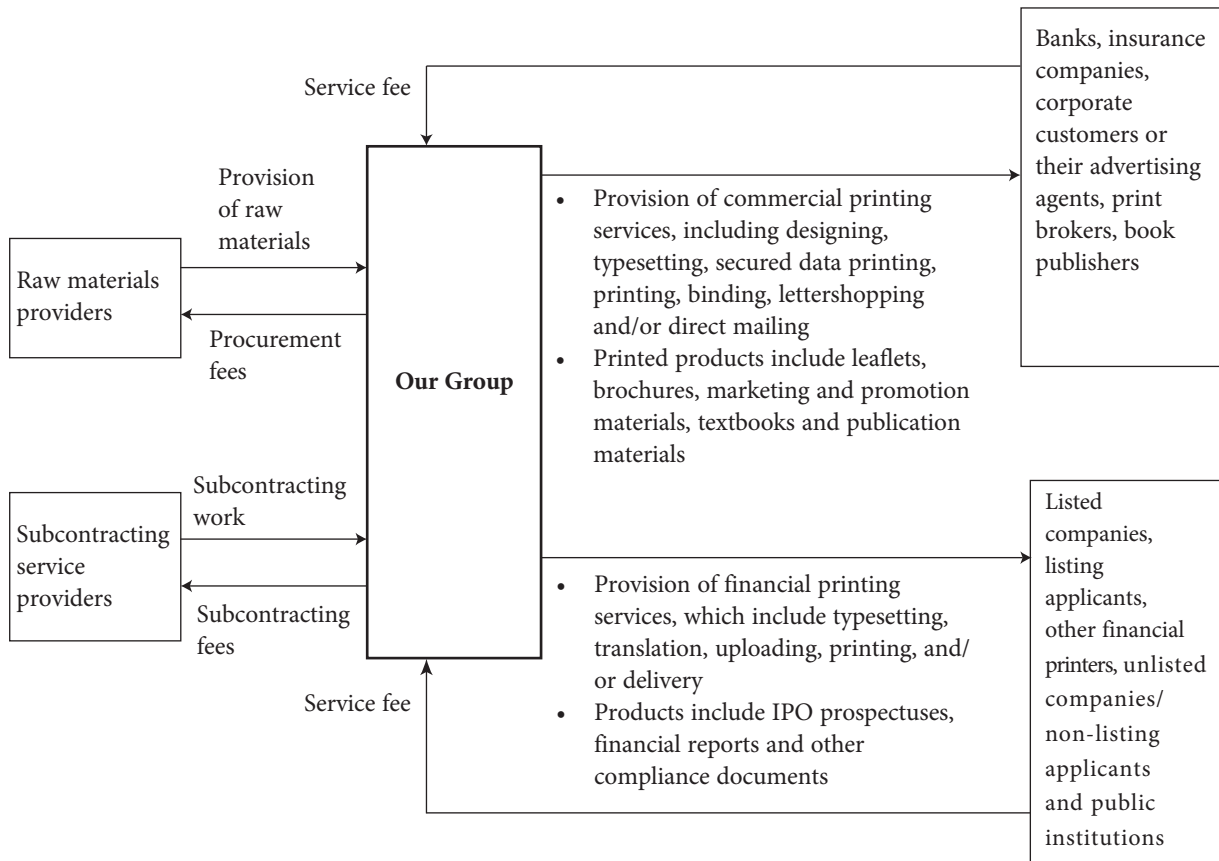 Service fee
Banks, insurance
companies,
corporate
customers or
their advertising
agents, print
brokers, book
publishers
Provision
of raw
materials
Raw materials
providers
Procurement
fees
Our Group
• Provision of commercial printing
services, including designing,
typesetting, secured data printing,
printing, binding, lettershopping
and/or direct mailing
• Printed products include leaflets,
brochures, marketing and promotion
materials, textbooks and publication
materials
Subcontracting
work
Subcontracting
service
providers
Subcontracting
fees
Service fee
• Provision of financial printing
services, which include typesetting,
translation, uploading, printing, and/
or delivery
• Products include IPO prospectuses,
financial reports and other
compliance documents
Listed
companies,
listing
applicants,
other financial
printers, unlisted
companies/
non-listing
applicants
and public
institutions